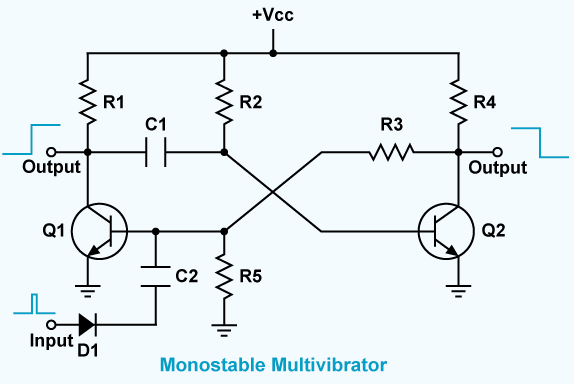 +Vcc
R1
R2
R4
C1
R3
Output
Output
Q1
Q2
C2
R5
Input
D1
Monostable Multivibrator